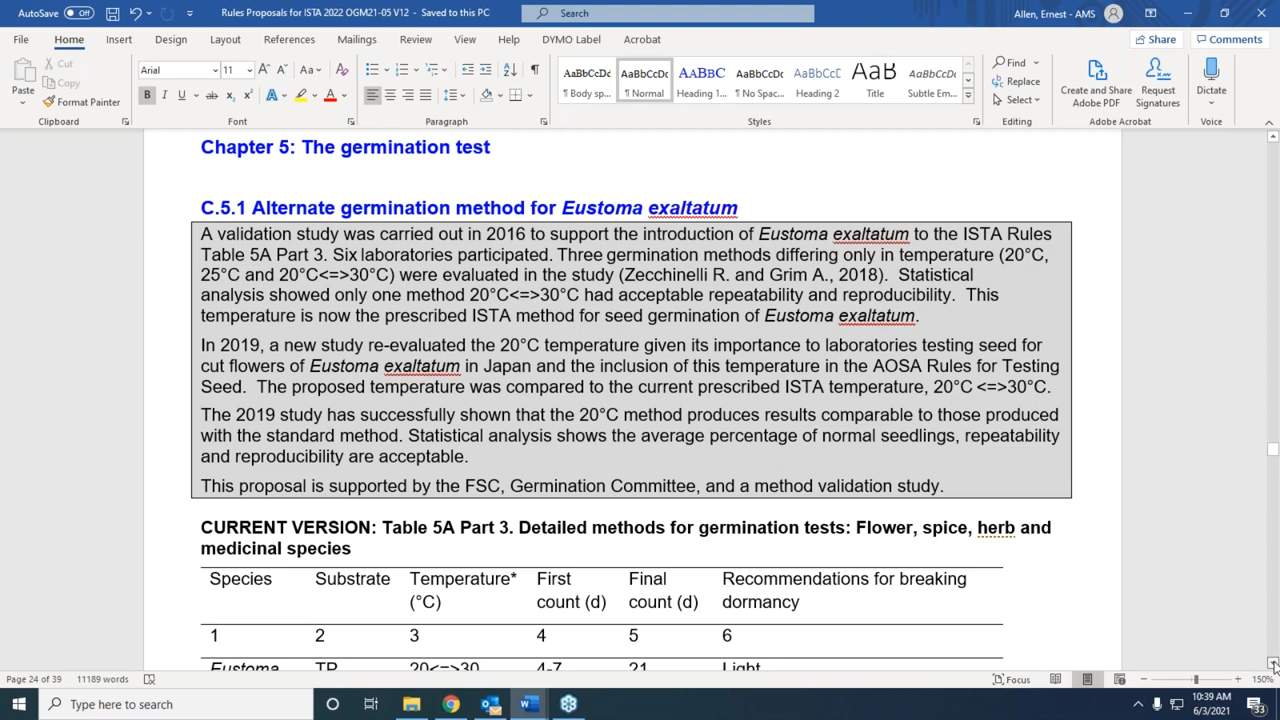 AutoSave Off Rules Proposals for ISTA 2022 OGM21-05 V12 - Saved to this PC Search Allen, Ernest - AMS
File Home Insert Design Layout References Mailings Review View Help DYMO Label Acrobat Share Comments
Paste Cut Copy Format Painter
Clipboard
Arial 11
Font
Paragraph
AaBbCcDd AaBbCcDc AaBbC AaBbCcDc AaBbCcD AaB AaBbCcD
¶ Body sp... ¶ Normal Heading 1... ¶ No Spac... Heading 2 Title Subtle Em...
Styles
Find
Replace
Select
Editing
Create and Share Adobe PDF Request Signatures
Adobe Acrobat
Dictate
Voice
Chapter 5: The germination test
C.5.1 Alternate germination method for Eustoma exaltatum
A validation study was carried out in 2016 to support the introduction of Eustoma exaltatum to the ISTA Rules
Table 5A Part 3. Six laboratories participated. Three germination methods differing only in temperature (20°C,
25°C and 20°C<=>30°C) were evaluated in the study (Zecchinelli R. and Grim A., 2018). Statistical
analysis showed only one method 20°C<=>30°C had acceptable repeatability and reproducibility. This
temperature is now the prescribed ISTA method for seed germination of Eustoma exaltatum.
In 2019, a new study re-evaluated the 20°C temperature given its importance to laboratories testing seed for
cut flowers of Eustoma exaltatum in Japan and the inclusion of this temperature in the AOSA Rules for Testing
Seed. The proposed temperature was compared to the current prescribed ISTA temperature, 20°C <=>30°C.
The 2019 study has successfully shown that the 20°C method produces results comparable to those produced
with the standard method. Statistical analysis shows the average percentage of normal seedlings, repeatability
and reproducibility are acceptable.
This proposal is supported by the FSC, Germination Committee, and a method validation study.
CURRENT VERSION: Table 5A Part 3. Detailed methods for germination tests: Flower, spice, herb and
medicinal species
Species Substrate Temperature* First Final Recommendations for breaking
(°C) count (d) count (d) dormancy
1 2 3 4 5 6
Eustoma TP 20<=>30 4-7 21 Light
Page 24 of 39 11189 words Focus 150%
Type here to search
10:39 AM
6/3/2021
33